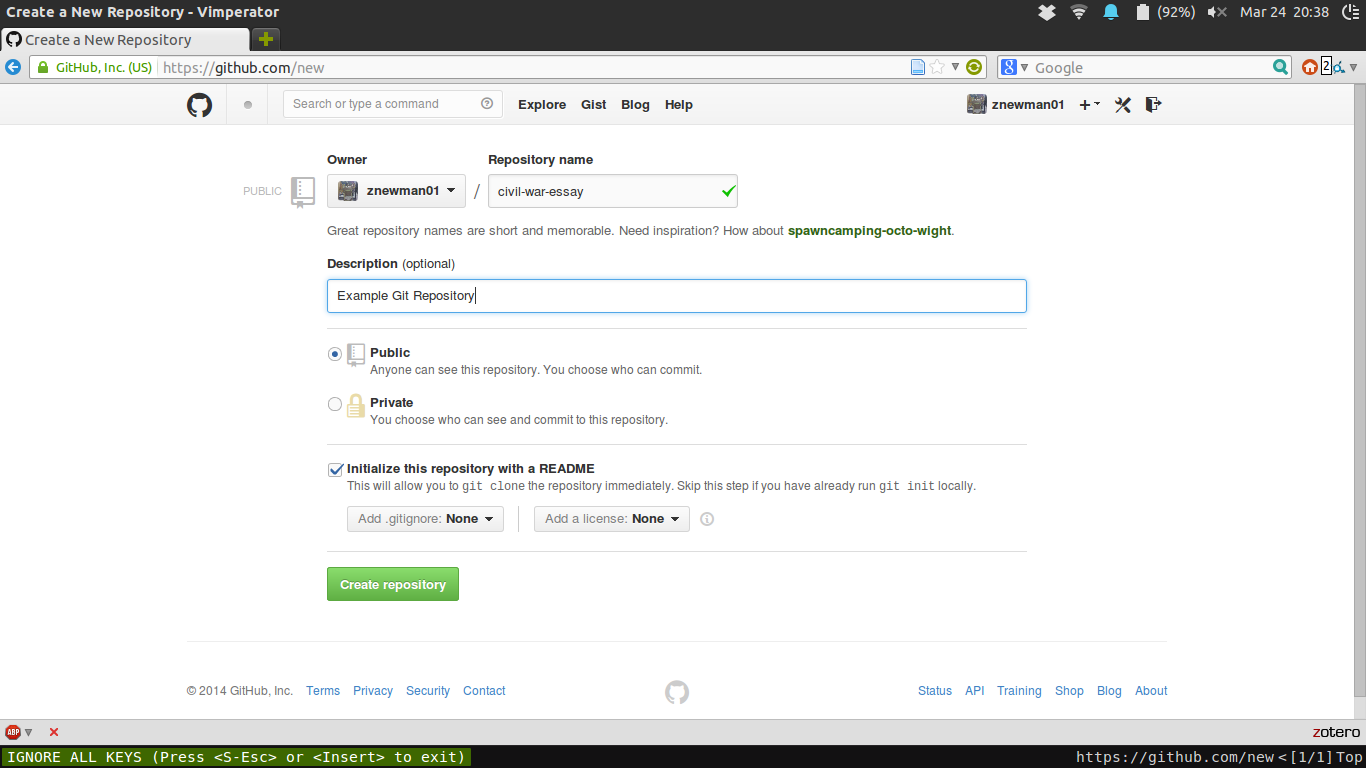 Create a New Repository - Vimperator
(92%) Mar 24 20:38
Create a New Repository
GitHub, Inc. (US) https://github.com/new
Google
2
Search or type a command
Explore Gist Blog Help
znewman01
Owner Repository name
PUBLIC znewman01 / civil-war-essay
Great repository names are short and memorable. Need inspiration? How about spawncamping-octo-wight.
Description (optional)
Example Git Repository
Public
Anyone can see this repository. You choose who can commit.
Private
You choose who can see and commit to this repository.
Initialize this repository with a README
This will allow you to git clone the repository immediately. Skip this step if you have already run git init locally.
Add .gitignore: None Add a license: None
Create repository
© 2014 GitHub, Inc. Terms Privacy Security Contact Status API Training Shop Blog About
ABP zotero
IGNORE ALL KEYS (Press <S-Esc> or <Insert> to exit) https://github.com/new <[1/1] Top